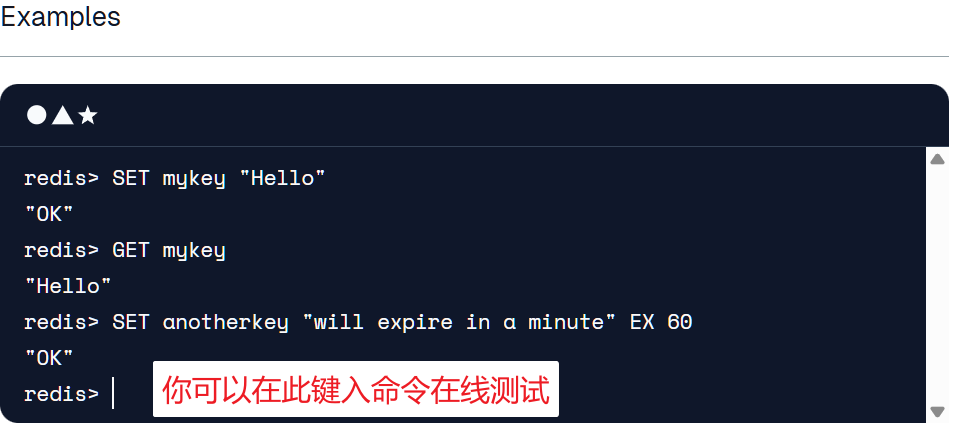 Examples
redis> SET mykey "Hello"
"OK"
redis> GET mykey
"Hello"
redis> SET anotherkey "will expire in a minute" EX 60
"OK"
redis>
你可以在此键入命令在线测试